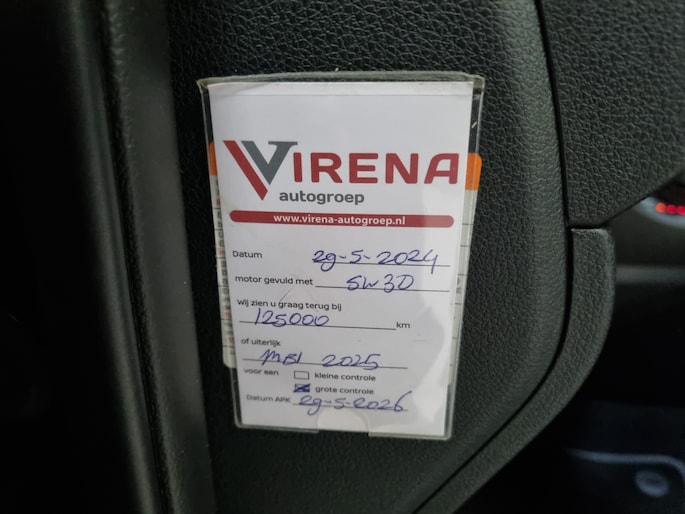 VIRENA
autogroep
www.virena-autogroep.nl
Datum 29-5-2024
motor gevuld met 5W30
wij zien u graag terug bij
125000 km
of uiterlijk
MEI 2025
voor een kleine controle
grote controle
Datum APK 29-5-2026